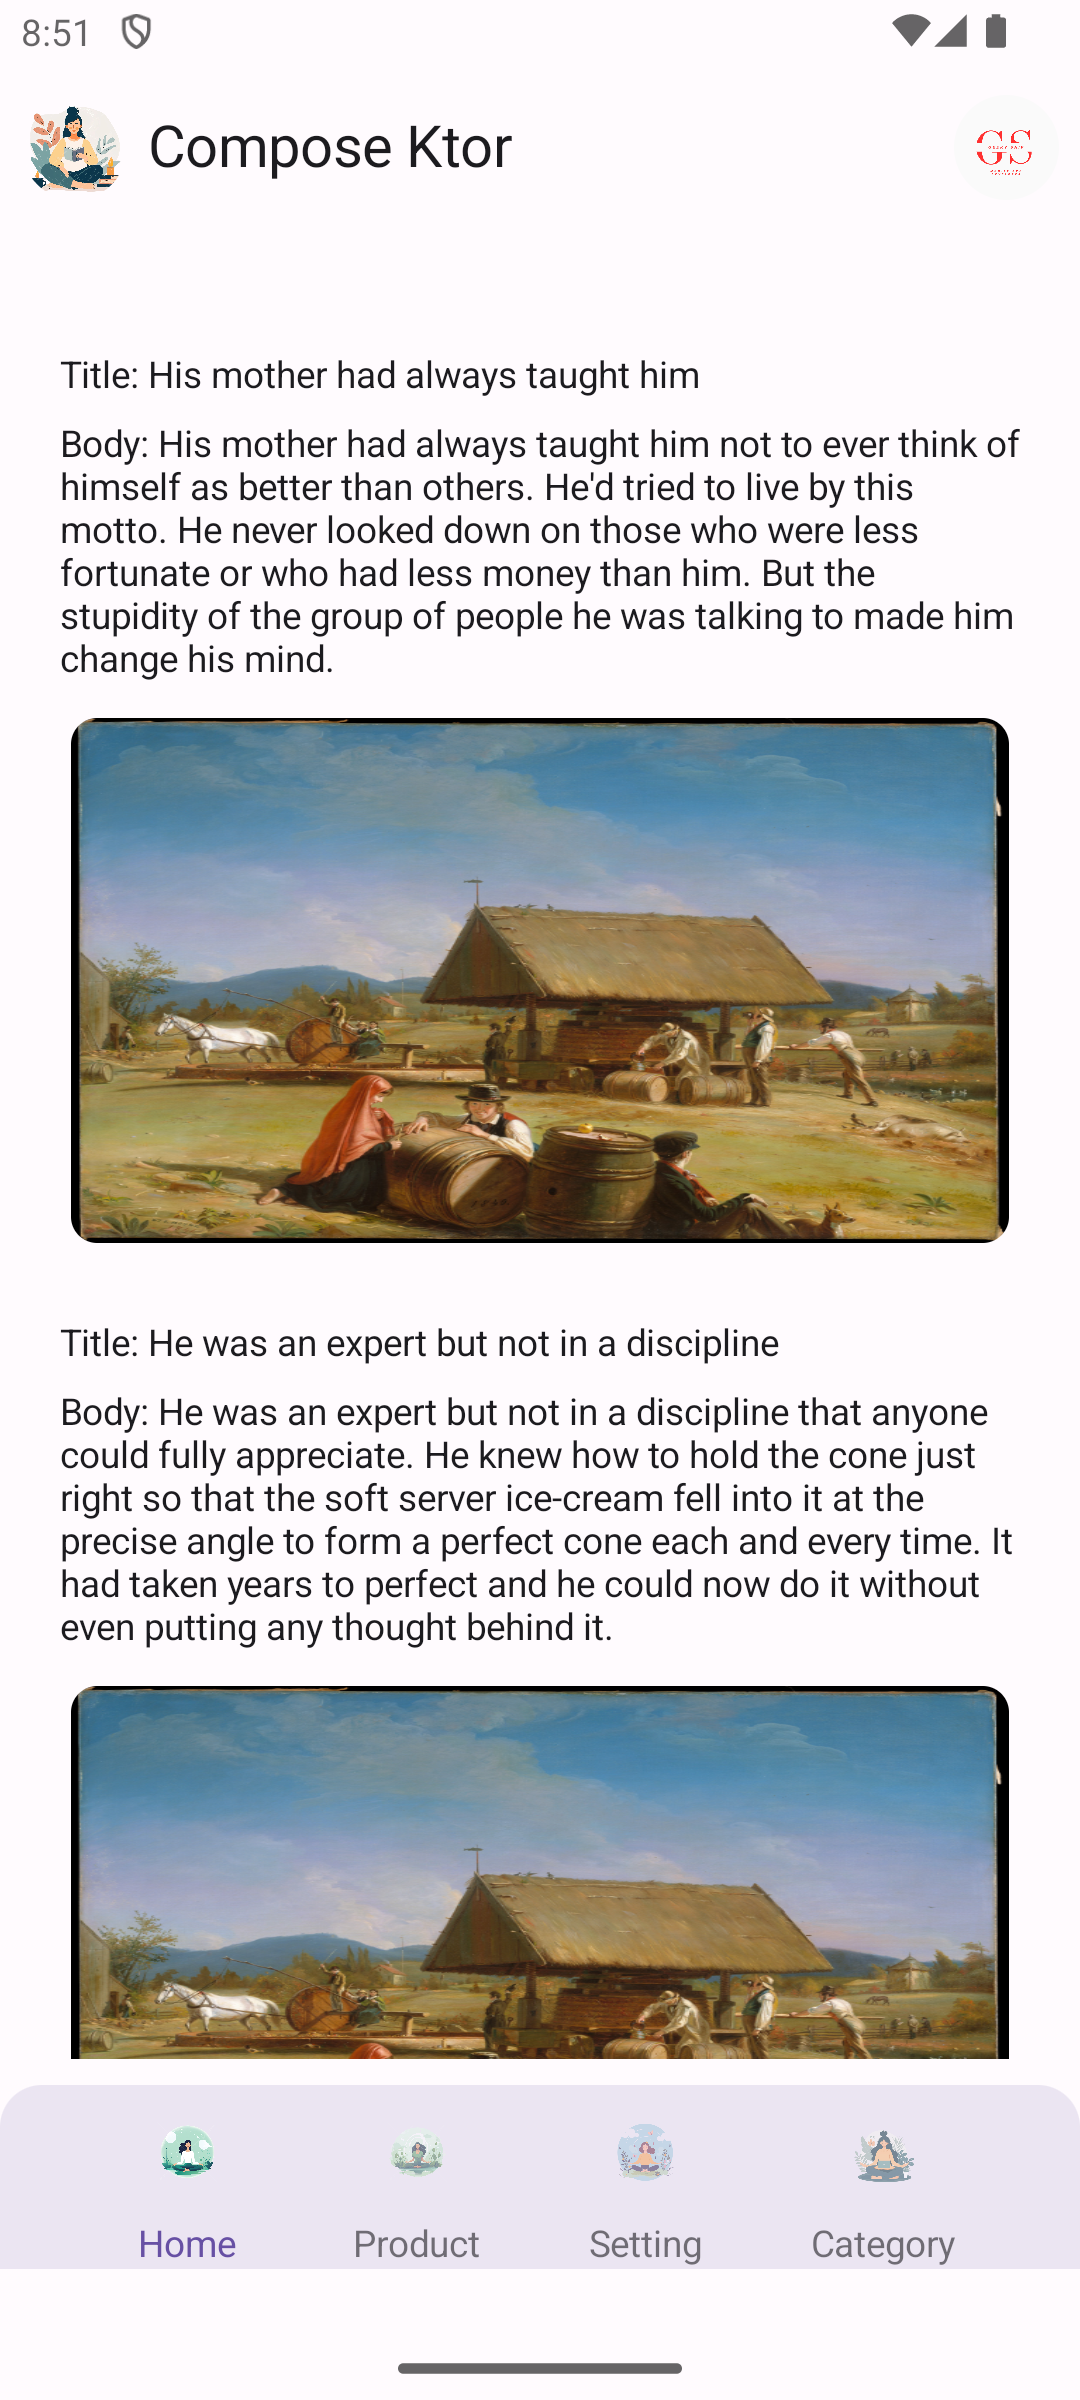 8:51
Compose Ktor
GS
Title: His mother had always taught him
Body: His mother had always taught him not to ever think of
himself as better than others. He'd tried to live by this
motto. He never looked down on those who were less
fortunate or who had less money than him. But the
stupidity of the group of people he was talking to made him
change his mind.
Title: He was an expert but not in a discipline
Body: He was an expert but not in a discipline that anyone
could fully appreciate. He knew how to hold the cone just
right so that the soft server ice-cream fell into it at the
precise angle to form a perfect cone each and every time. It
had taken years to perfect and he could now do it without
even putting any thought behind it.
Home Product Setting Category